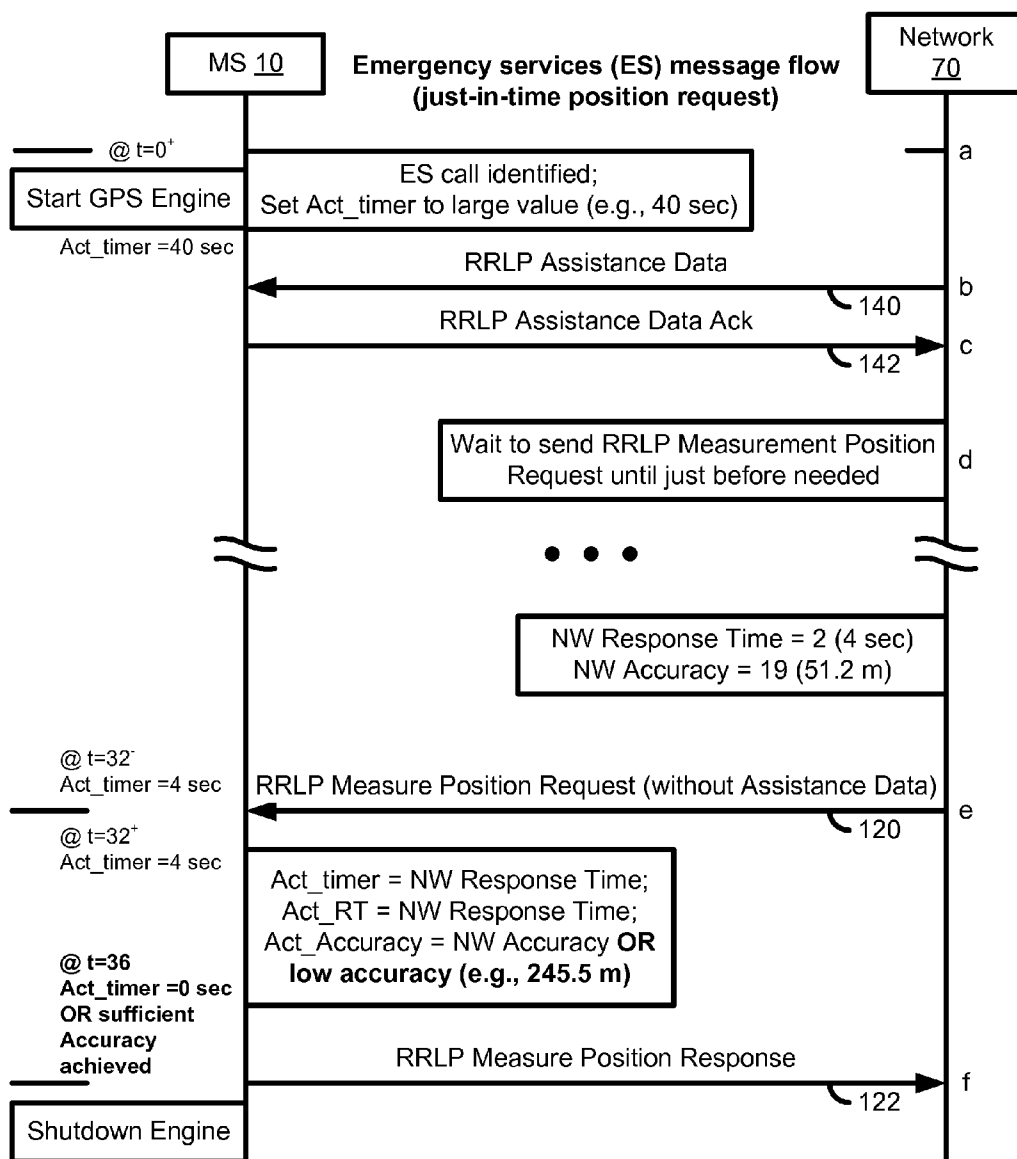 MS 10
Emergency services (ES) message flow
(just-in-time position request)
Network
70
@ t=0+
a
Start GPS Engine
ES call identified;
Set Act_timer to large value (e.g., 40 sec)
Act_timer =40 sec
RRLP Assistance Data
b
140
RRLP Assistance Data Ack
c
142
Wait to send RRLP Measurement Position
Request until just before needed
d
NW Response Time = 2 (4 sec)
NW Accuracy = 19 (51.2 m)
@ t=32-
Act_timer =4 sec
RRLP Measure Position Request (without Assistance Data)
e
120
@ t=32+
Act_timer =4 sec
Act_timer = NW Response Time;
Act_RT = NW Response Time;
Act_Accuracy = NW Accuracy OR
low accuracy (e.g., 245.5 m)
@ t=36
Act_timer =0 sec
OR sufficient
Accuracy
achieved
RRLP Measure Position Response
f
122
Shutdown Engine